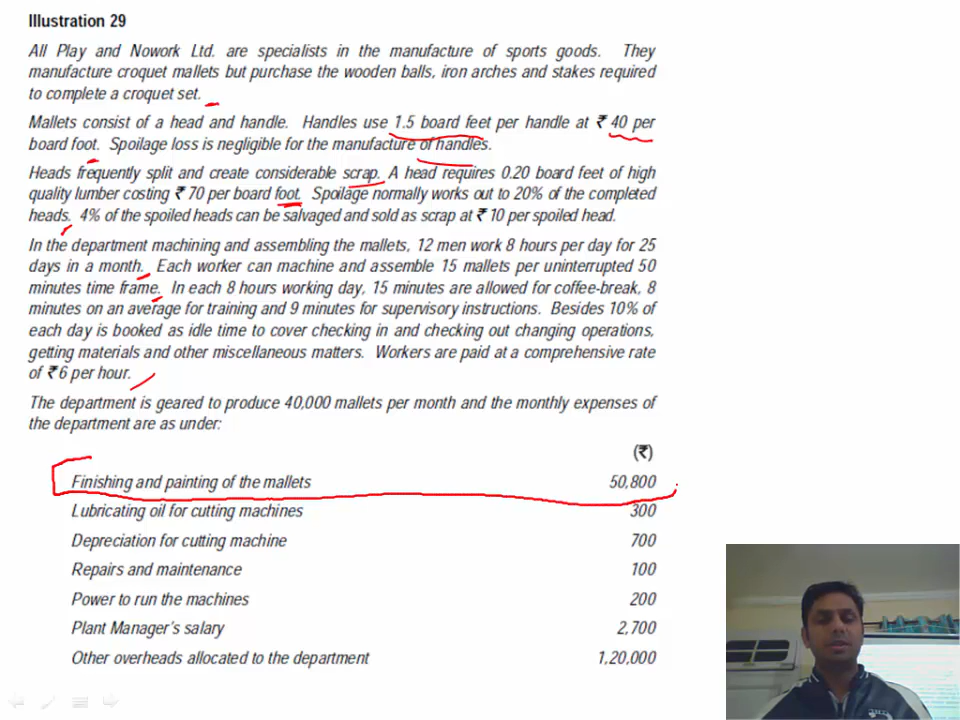 Illustration 29
All Play and Nowork Ltd. are specialists in the manufacture of sports goods. They
manufacture croquet mallets but purchase the wooden balls, iron arches and stakes required
to complete a croquet set.
Mallets consist of a head and handle. Handles use 1.5 board feet per handle at ₹ 40 per
board foot. Spoilage loss is negligible for the manufacture of handles.
Heads frequently split and create considerable scrap. A head requires 0.20 board feet of high
quality lumber costing ₹ 70 per board foot. Spoilage normally works out to 20% of the completed
heads. 4% of the spoiled heads can be salvaged and sold as scrap at ₹ 10 per spoiled head.
In the department machining and assembling the mallets, 12 men work 8 hours per day for 25
days in a month. Each worker can machine and assemble 15 mallets per uninterrupted 50
minutes time frame. In each 8 hours working day, 15 minutes are allowed for coffee-break, 8
minutes on an average for training and 9 minutes for supervisory instructions. Besides 10% of
each day is booked as idle time to cover checking in and checking out changing operations,
getting materials and other miscellaneous matters. Workers are paid at a comprehensive rate
of ₹ 6 per hour.
The department is geared to produce 40,000 mallets per month and the monthly expenses of
the department are as under:
(₹)
Finishing and painting of the mallets 50,800
Lubricating oil for cutting machines 300
Depreciation for cutting machine 700
Repairs and maintenance 100
Power to run the machines 200
Plant Manager's salary 2,700
Other overheads allocated to the department 1,20,000